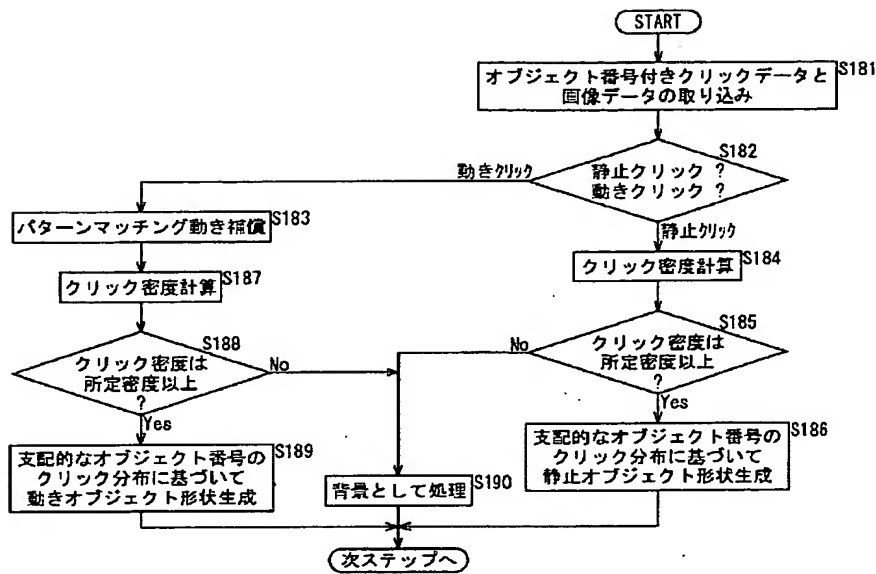 START
オブジェクト番号付きクリックデータと
画像データの取り込み
S181
静止クリック ?
動きクリック ?
S182
動きクリック
静止クリック
パターンマッチング動き補償
S183
クリック密度計算
S184
クリック密度計算
S187
クリック密度は
所定密度以上
?
S185
No
Yes
クリック密度は
所定密度以上
?
S188
No
Yes
支配的なオブジェクト番号の
クリック分布に基づいて
静止オブジェクト形状生成
S186
支配的なオブジェクト番号の
クリック分布に基づいて
動きオブジェクト形状生成
S189
背景として処理
S190
次ステップへ